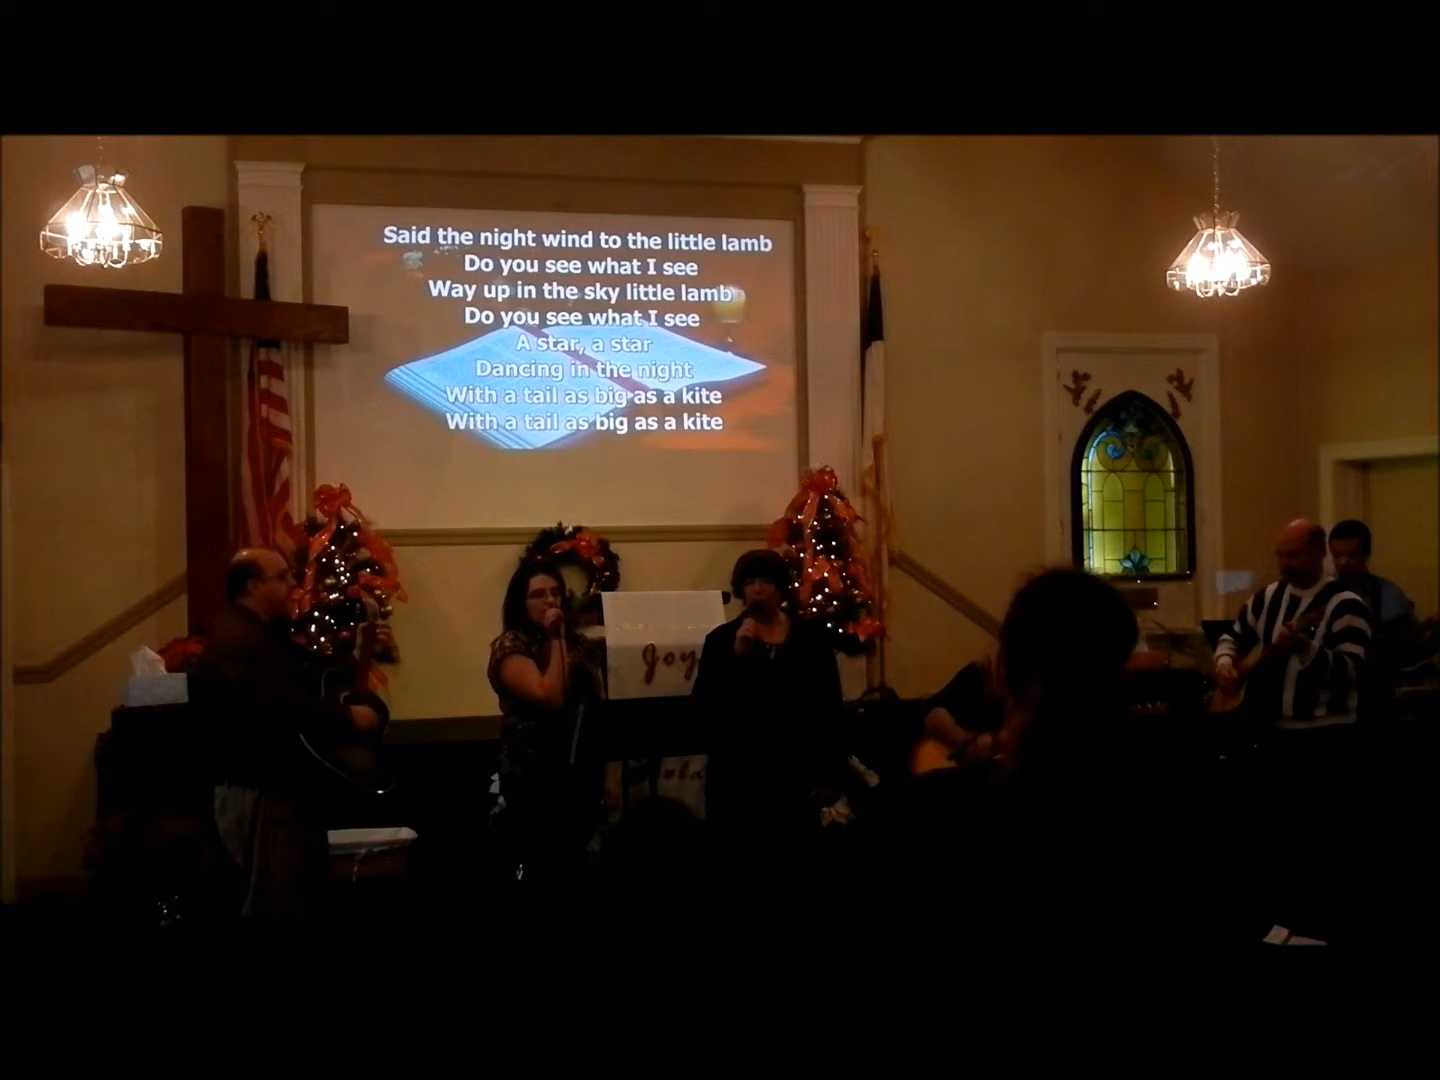 Said the night wind to the little lamb
Do you see what I see
Way up in the sky little lamb
Do you see what I see
A star, a star
Dancing in the night
With a tail as big as a kite
With a tail as big as a kite
Joy